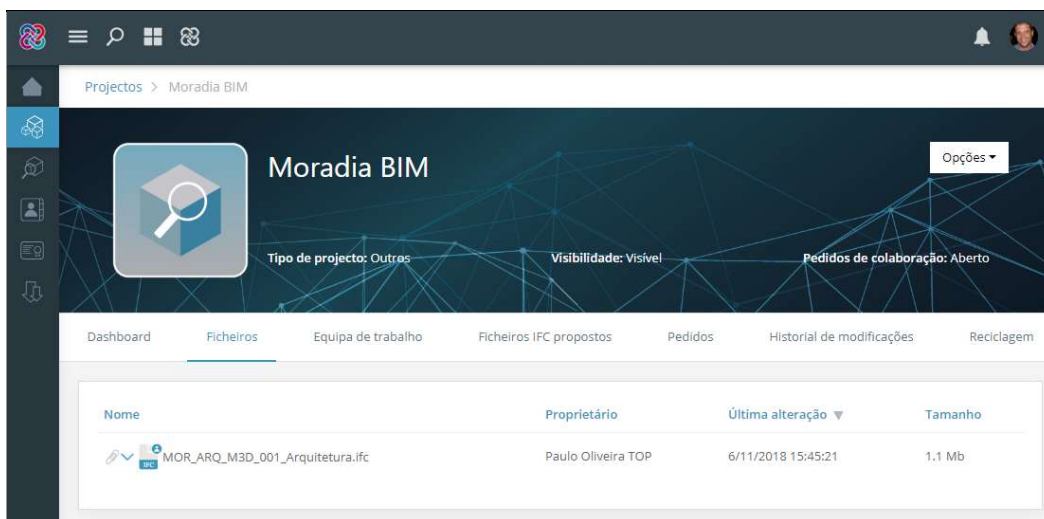 Projectos > Moradia BIM
Moradia BIM
Opções
Tipo de projecto: Outros Visibilidade: Visível Pedidos de colaboração: Aberto
Dashboard Ficheiros Equipa de trabalho Ficheiros IFC propostos Pedidos Historial de modificações Reciclagem
Nome Proprietário Última alteração Tamanho
IFC MOR_ARQ_M3D_001_Arquitetura.ifc Paulo Oliveira TOP 6/11/2018 15:45:21 1.1 Mb